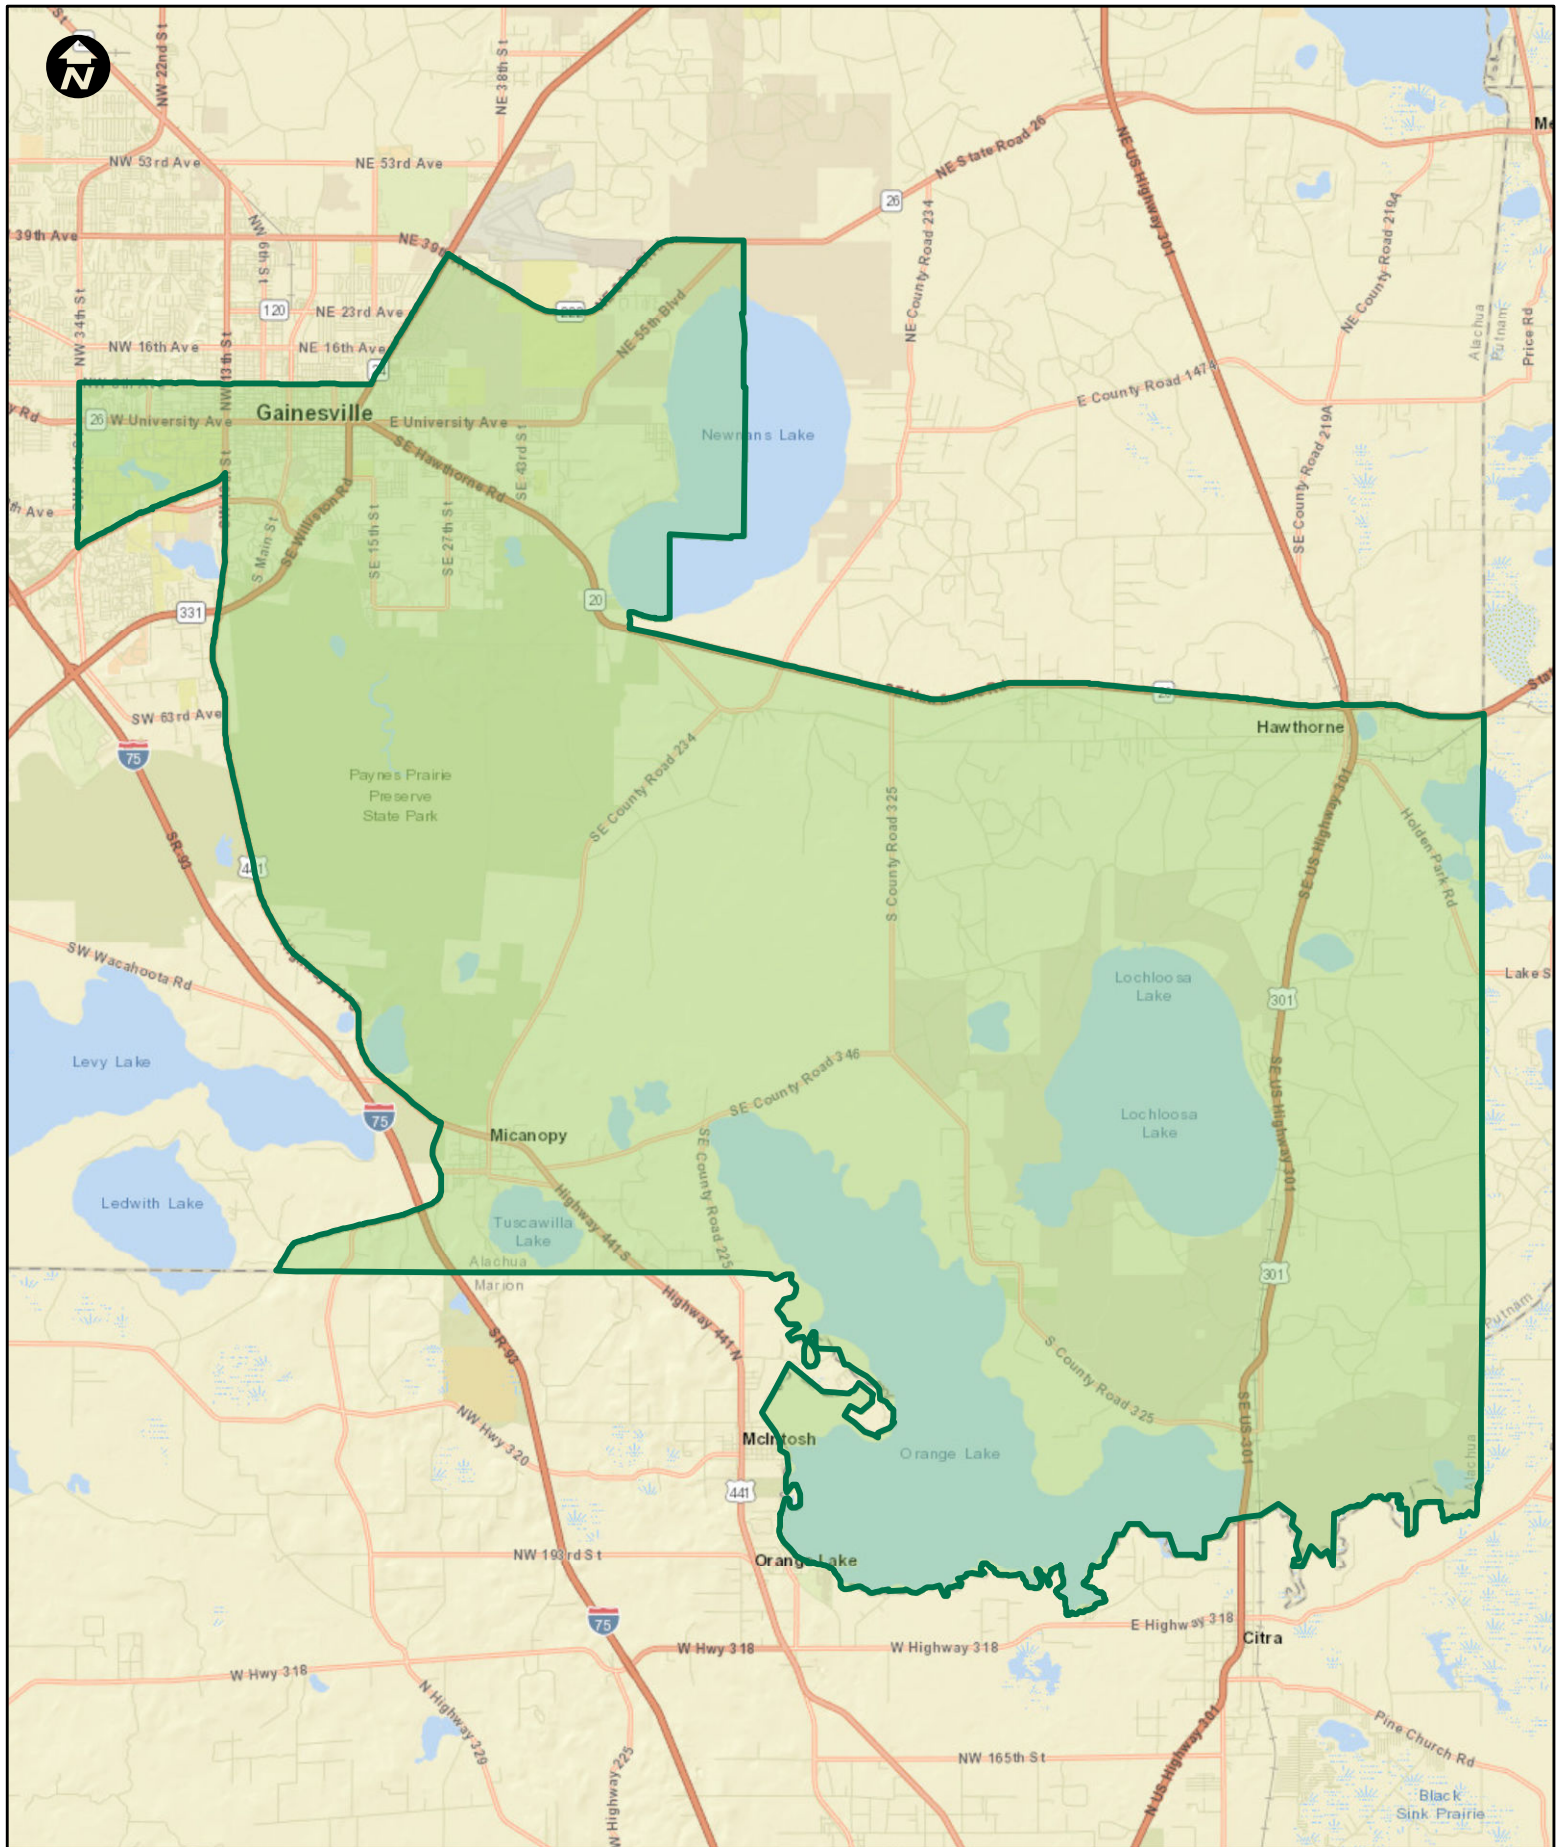 N
NW 22nd St
NE 38th St
NW 53rd Ave
NE 53rd Ave
NE State Road 26
26
NE US Highway 301
NE County Road 234
NE County Road 219A
39th Ave
NE 39th Ave
NW 6th St
120
NE 23rd Ave
222
NW 34th St
NW 13th St
NW 16th Ave
NE 16th Ave
NE 55th Blvd
Alachua
Putnam
Price Rd
E County Road 1474
26
W University Ave
Gainesville
E University Ave
Newnans Lake
SE Hawthorne Rd
SE 43rd St
SE County Road 219A
S Main St
SE Williston Rd
SE 15th St
SE 27th St
331
20
SW 63rd Ave
75
Hawthorne
Paynes Prairie
Preserve
State Park
SE County Road 234
S County Road 325
SE US Highway 301
Holden Park Rd
SR 93
441
SW Wacahoota Rd
Lochloosa
Lake
301
Levy Lake
SE County Road 346
SE US Highway 301
75
Micanopy
Lochloosa
Lake
SE County Road 225
Ledwith Lake
Tuscawilla
Lake
Highway 441 S
Alachua
Marion
301
Putnam
Highway 441 N
SR 93
S County Road 325
SE US 301
NW Hwy 320
McIntosh
Orange Lake
Alachua
441
NW 193rd St
Orange Lake
75
E Highway 318
Citra
W Hwy 318
W Highway 318
W Hwy 318
N Highway 329
W Highway 225
N US Highway 301
Pine Church Rd
NW 165th St
Black
Sink Prairie